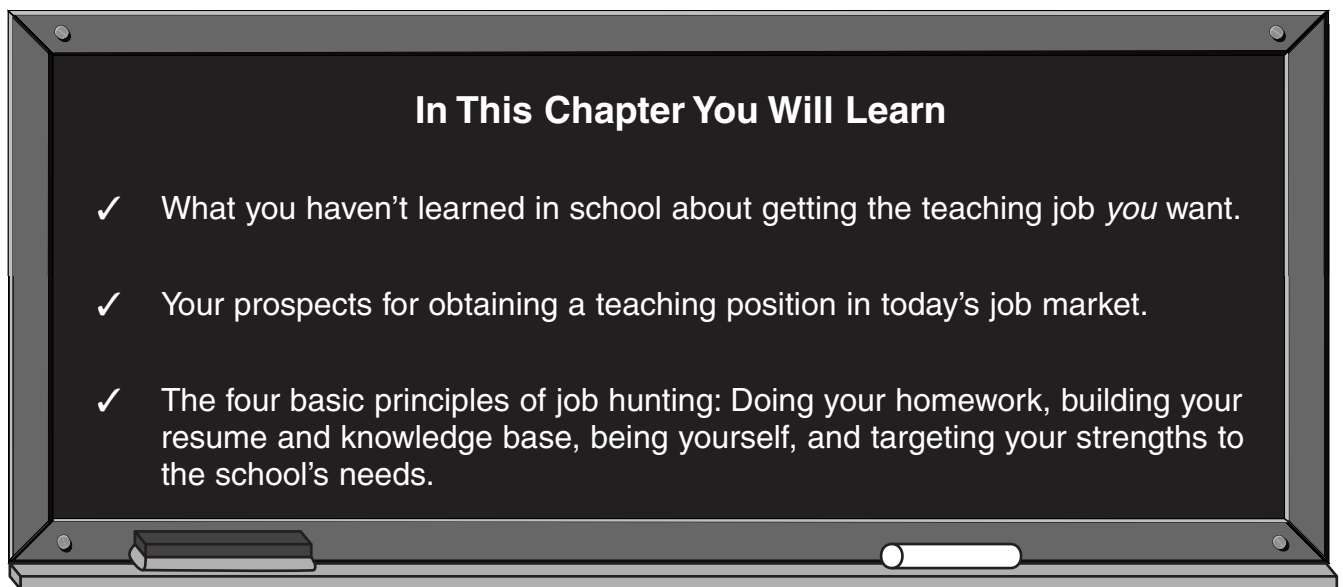 In This Chapter You Will Learn
✓ What you haven’t learned in school about getting the teaching job you want.
✓ Your prospects for obtaining a teaching position in today’s job market.
✓ The four basic principles of job hunting: Doing your homework, building your
resume and knowledge base, being yourself, and targeting your strengths to
the school’s needs.